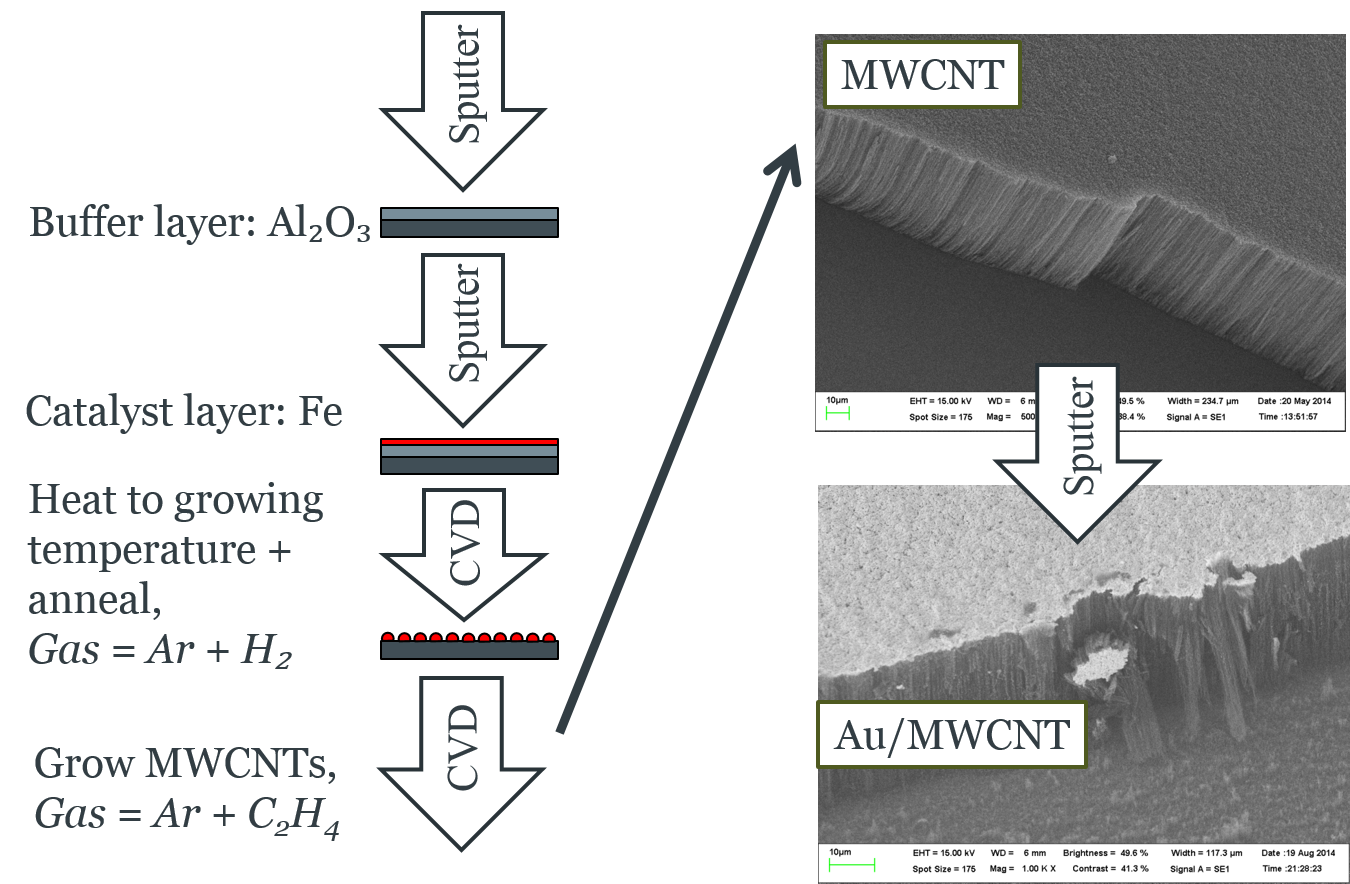 Sputter
Buffer layer: Al₂O₃
Sputter
Catalyst layer: Fe
Heat to growing
temperature +
anneal,
Gas = Ar + H₂
CVD
Grow MWCNTs,
Gas = Ar + C₂H₄
CVD
MWCNT
10µm
EHT = 15.00 kV
WD = 6 m
Width = 234.7 µm
Date :20 May 2014
Spot Size = 175
Mag = 500
Signal A = SE1
Time :13:51:57
Sputter
Au/MWCNT
10µm
EHT = 15.00 kV
WD = 6 mm
Brightness = 49.6 %
Width = 117.3 µm
Date :19 Aug 2014
Spot Size = 175
Mag = 1.00 K X
Contrast = 41.3 %
Signal A = SE1
Time :21:28:23